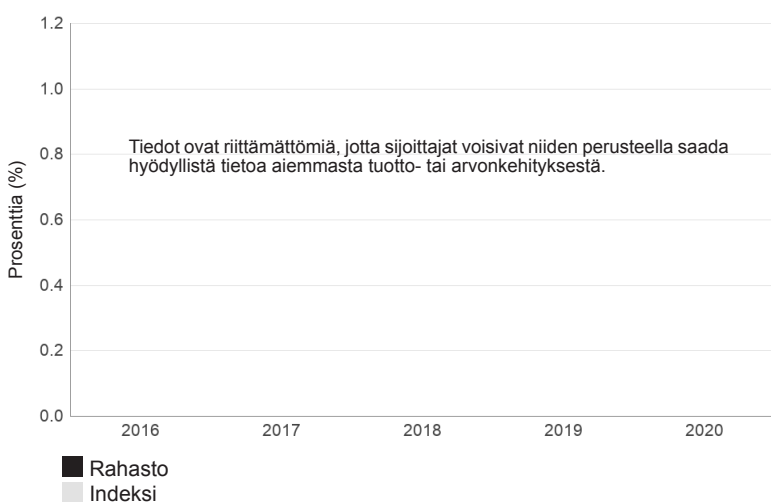 1.2
1.0
Tiedot ovat riittämättömiä, jotta sijoittajat voisivat niiden perusteella saada
0.8
hyödyllistä tietoa aiemmasta tuotto- tai arvonkehityksestä.
Prosenttia (%)
0.6
0.4
0.2
0.0
2016 2017 2018 2019 2020
Rahasto
Indeksi